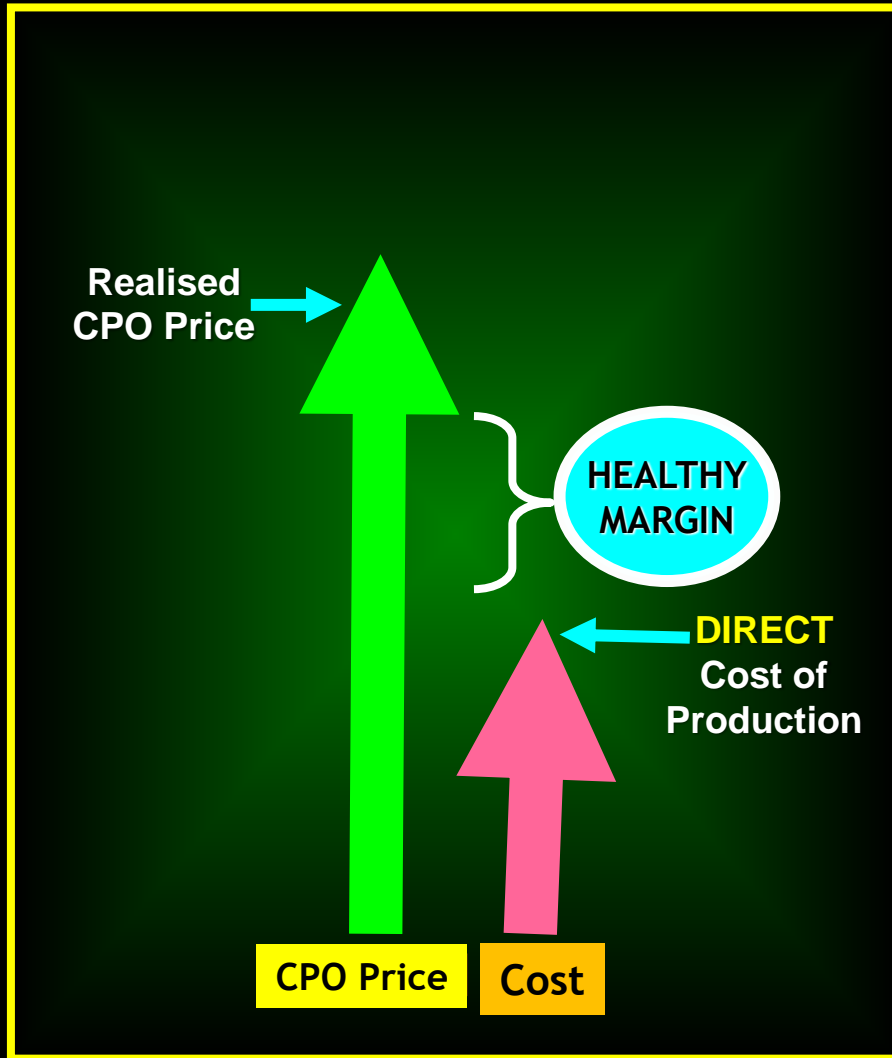 Realised
CPO Price
HEALTHY
MARGIN
DIRECT
Cost of
Production
CPO Price
Cost